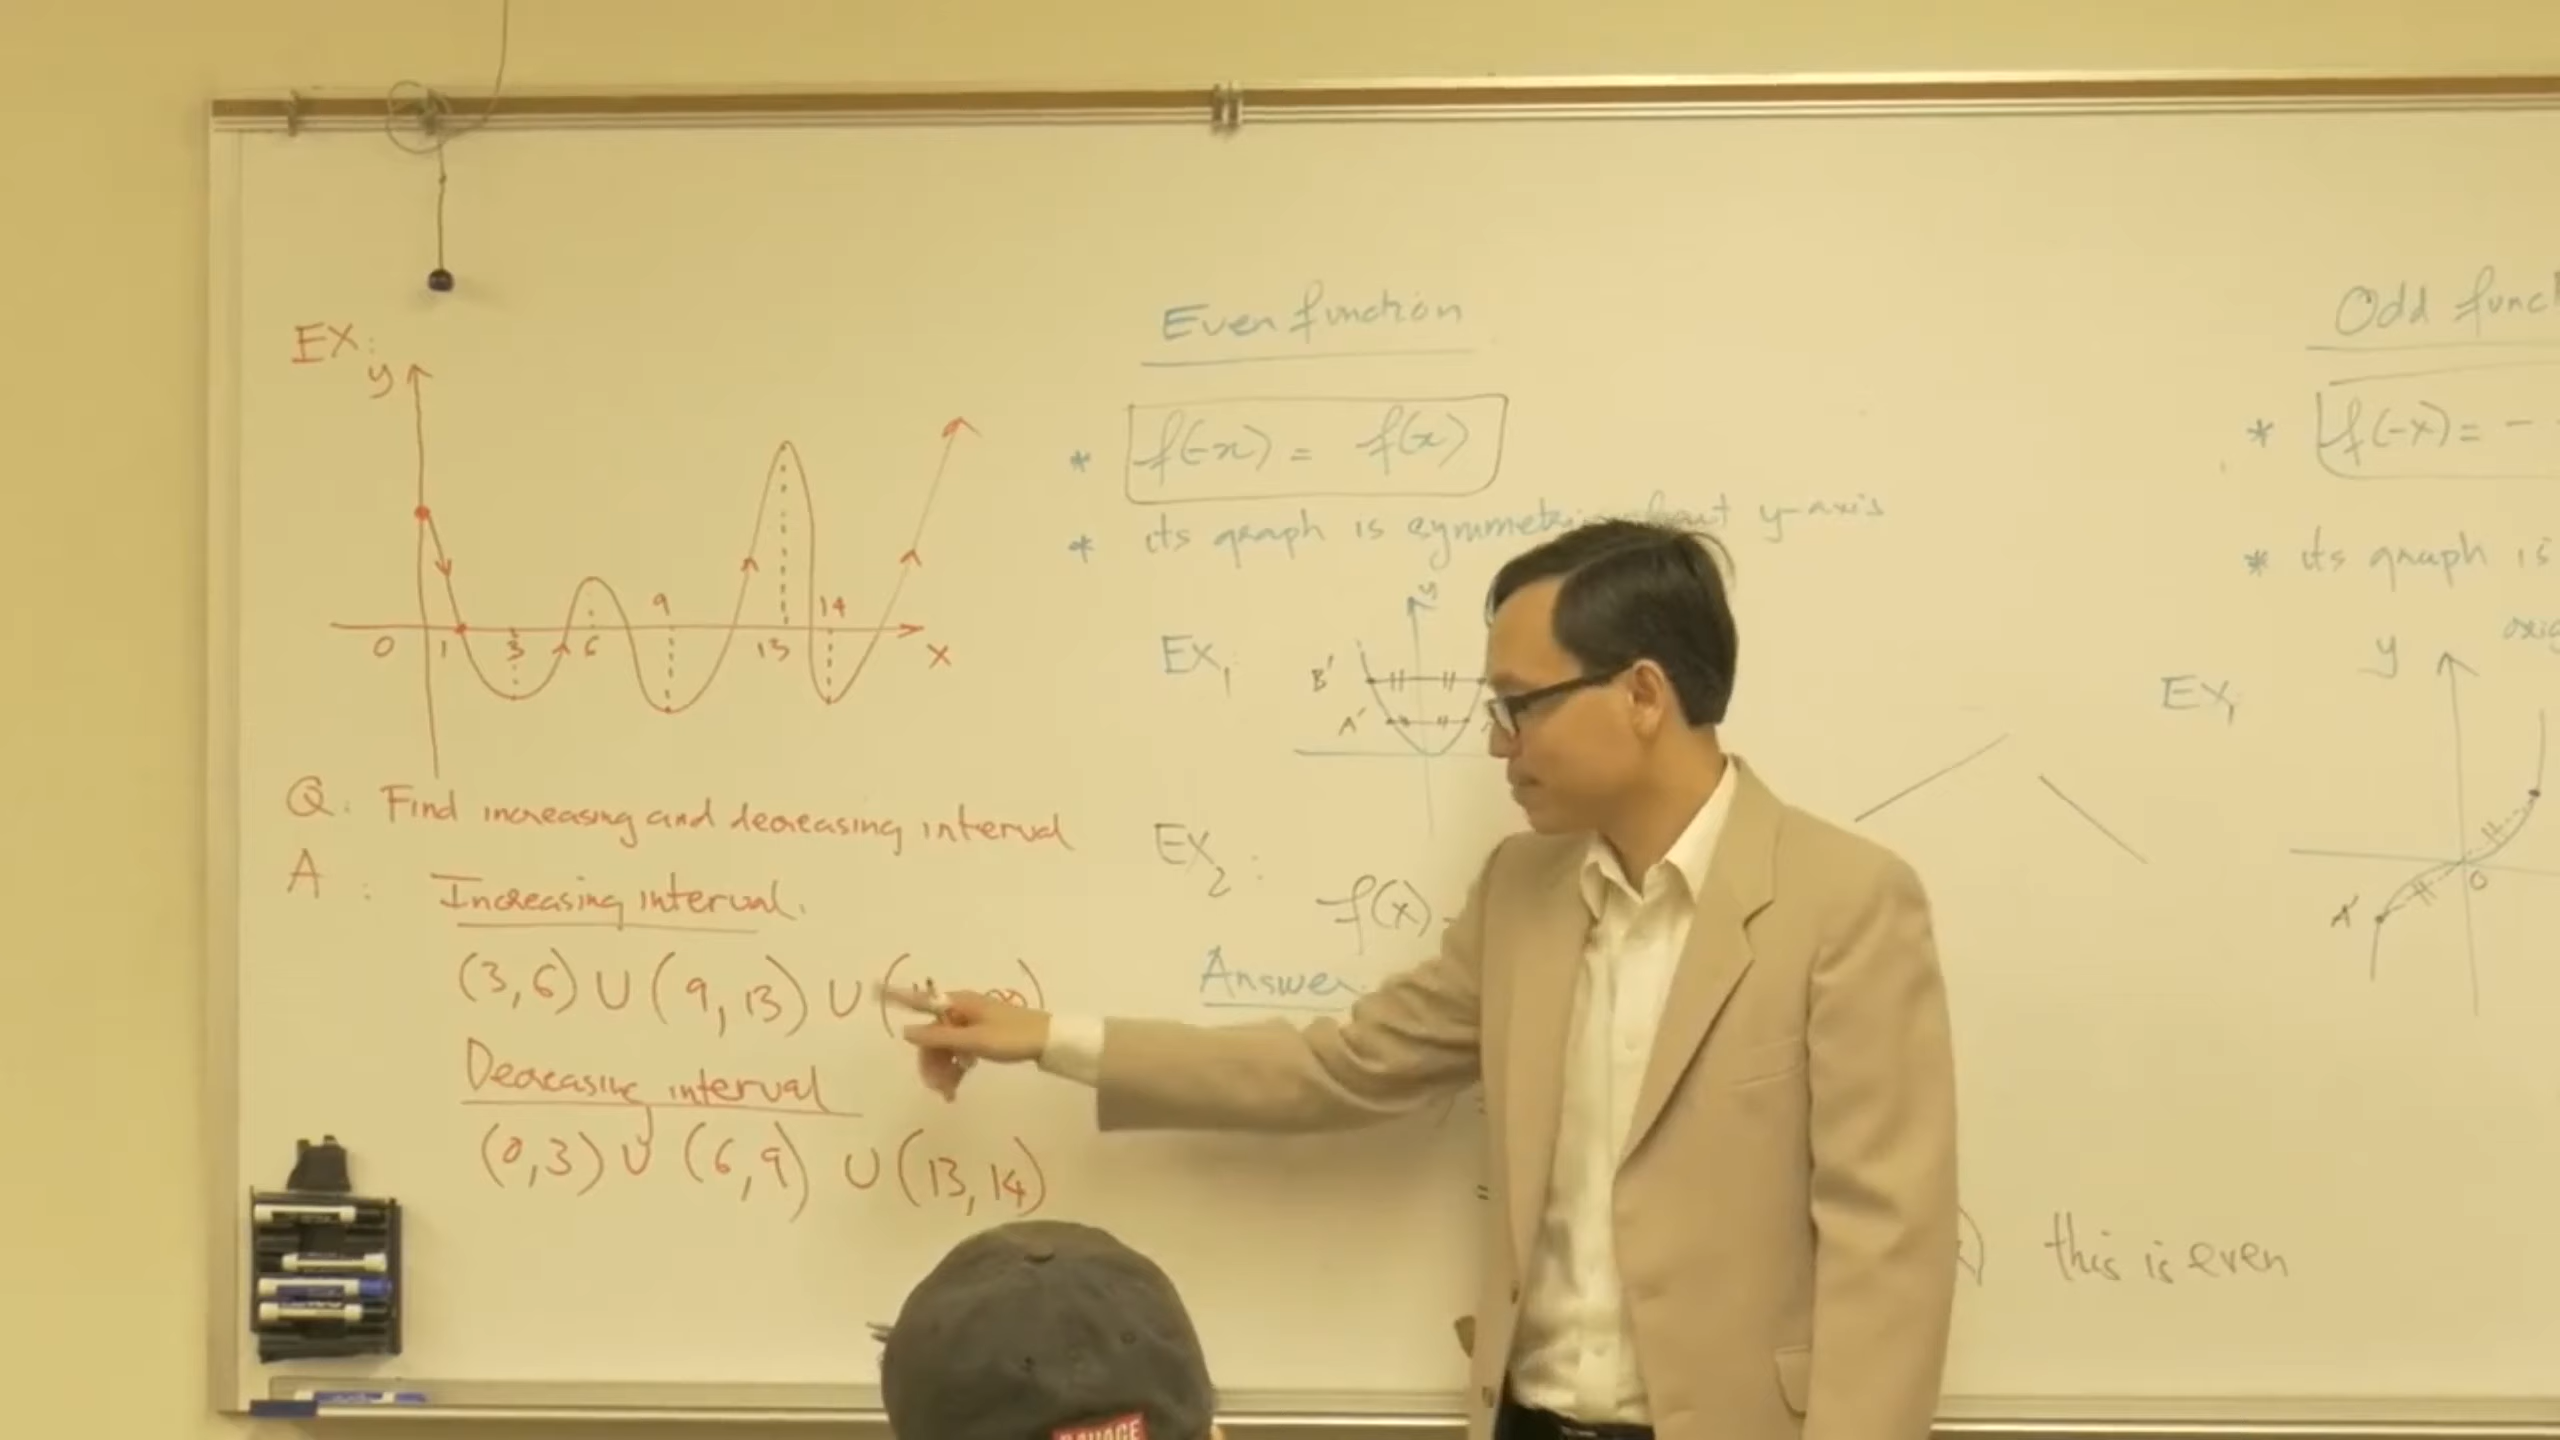 EX:
y
9
14
0 1 3 6 13 x
Q: Find increasing and decreasing interval
A : Increasing interval.
(3,6) ∪ (9,13) ∪ ( ∞)
Decreasing interval
(0,3) ∪ (6,9) ∪ (13,14)
Even function
* f(-x) = f(x)
* its graph is y-axis
EX1:
y
B'
A'
EX2:
f(x)
Answer
=
=
this is even
Odd
* f(-x) = -
* its graph is
EX1
y
0
A'
SAVAGE